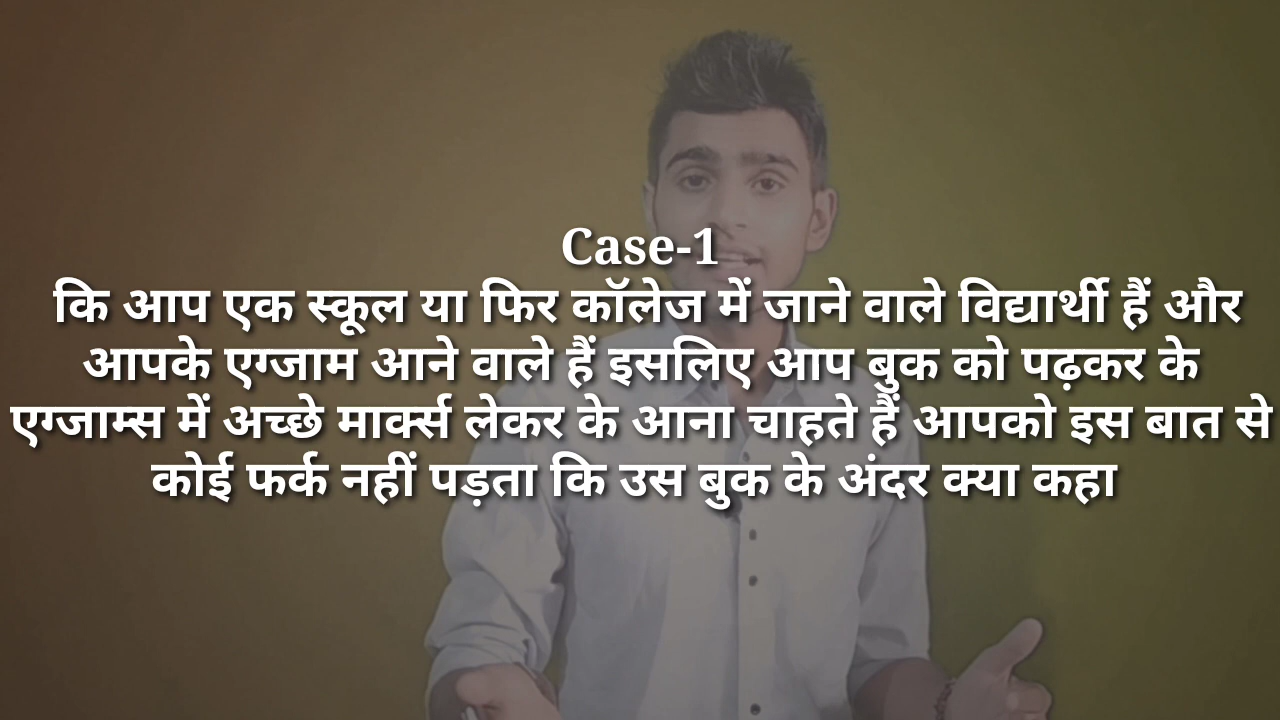 Case-1
कि आप एक स्कूल या फिर कॉलेज में जाने वाले विद्यार्थी हैं और
आपके एग्जाम आने वाले हैं इसलिए आप बुक को पढ़कर के
एग्जाम्स में अच्छे मार्क्स लेकर के आना चाहते हैं आपको इस बात से
कोई फर्क नहीं पड़ता कि उस बुक के अंदर क्या कहा